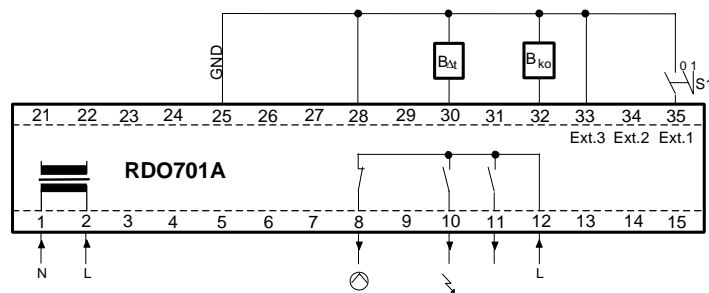 GND
B∆t
Bko
0 1
S1
21 22 23 24 25 26 27 28 29 30 31 32 33 34 35
Ext.3 Ext.2 Ext.1
RDO701A
1 2 3 4 5 6 7 8 9 10 11 12 13 14 15
N L L